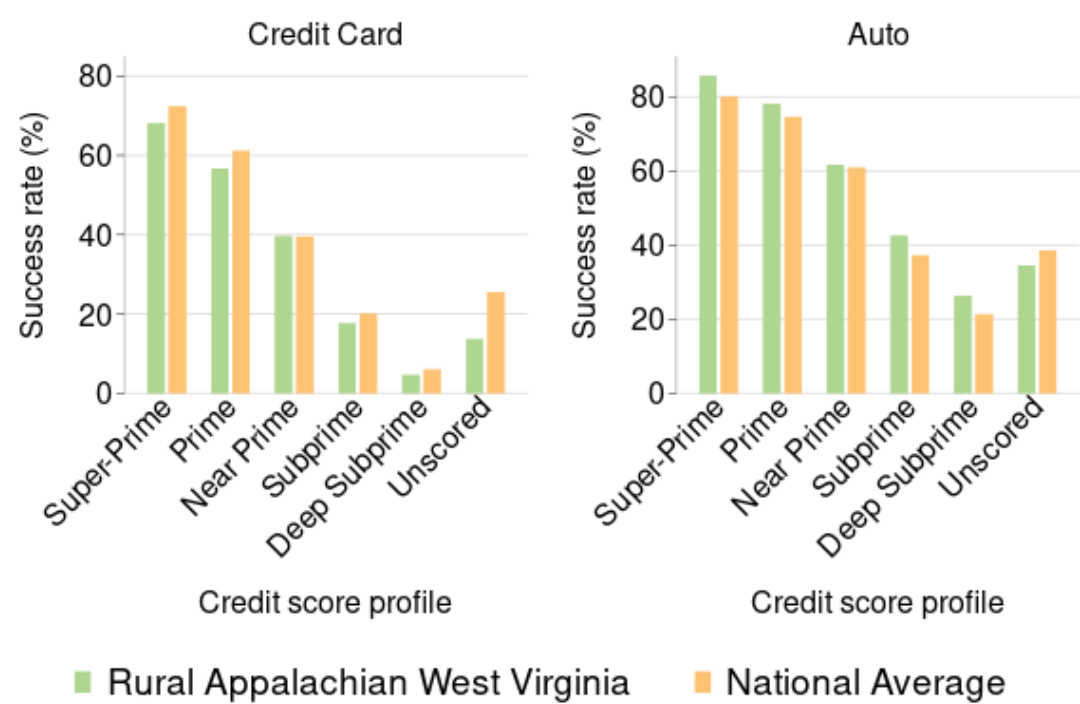 Credit Card
Success rate (%)
80
60
40
20
0
Super-Prime
Prime
Near Prime
Subprime
Deep Subprime
Unscored
Credit score profile
Auto
Success rate (%)
80
60
40
20
0
Super-Prime
Prime
Near Prime
Subprime
Deep Subprime
Unscored
Credit score profile
Rural Appalachian West Virginia
National Average